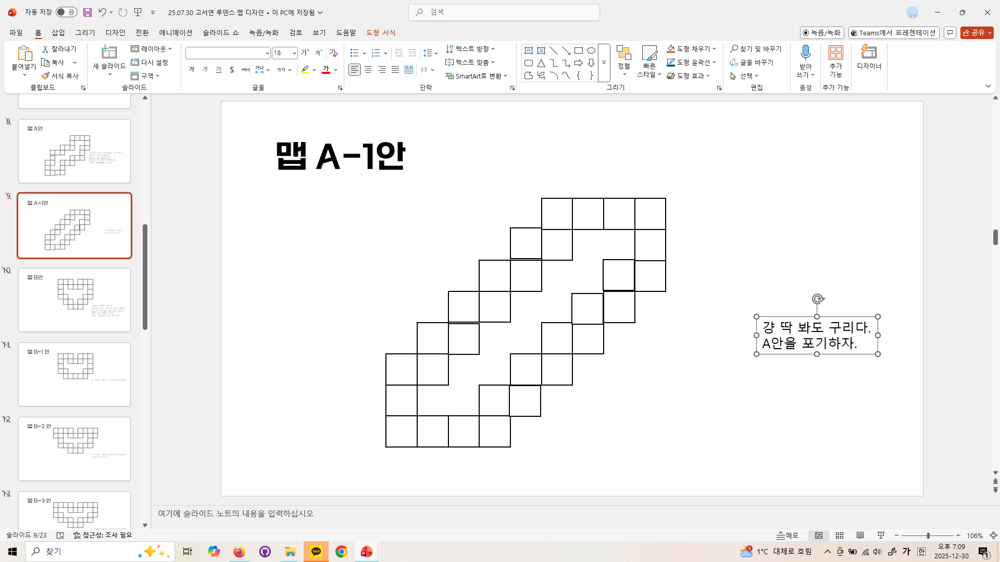 자동 저장 끔 25.07.30 고서연 루덴스 맵 디자인 • 이 PC에 저장됨 검색
파일 홈 삽입 그리기 디자인 전환 애니메이션 슬라이드 쇼 녹음/녹화 검토 보기 도움말 도형 서식 녹음/녹화 Teams에서 프레젠테이션 공유
붙여넣기 잘라내기 복사 서식 복사 클립보드
새 슬라이드 레이아웃 다시 설정 구역 슬라이드
18 글꼴
텍스트 방향 텍스트 맞춤 SmartArt로 변환 단락
정렬 빠른 스타일 도형 채우기 도형 윤곽선 도형 효과 그리기
찾기 및 바꾸기 글꼴 바꾸기 선택 편집
받아쓰기 음성
추가 기능 추가 기능
디자이너
8 맵 A안
9 맵 A-1안
10 맵 B안
11 맵 B-1 안
12 맵 B-2 안
13 맵 B-3 안
맵 A-1안
걍 딱 봐도 구리다.
A안을 포기하자.
여기에 슬라이드 노트의 내용을 입력하십시오
슬라이드 9/23 접근성: 조사 필요 메모 106%
찾기 TALK 5 1°C 대체로 흐림 가 한 오후 7:09
2025-12-30 1